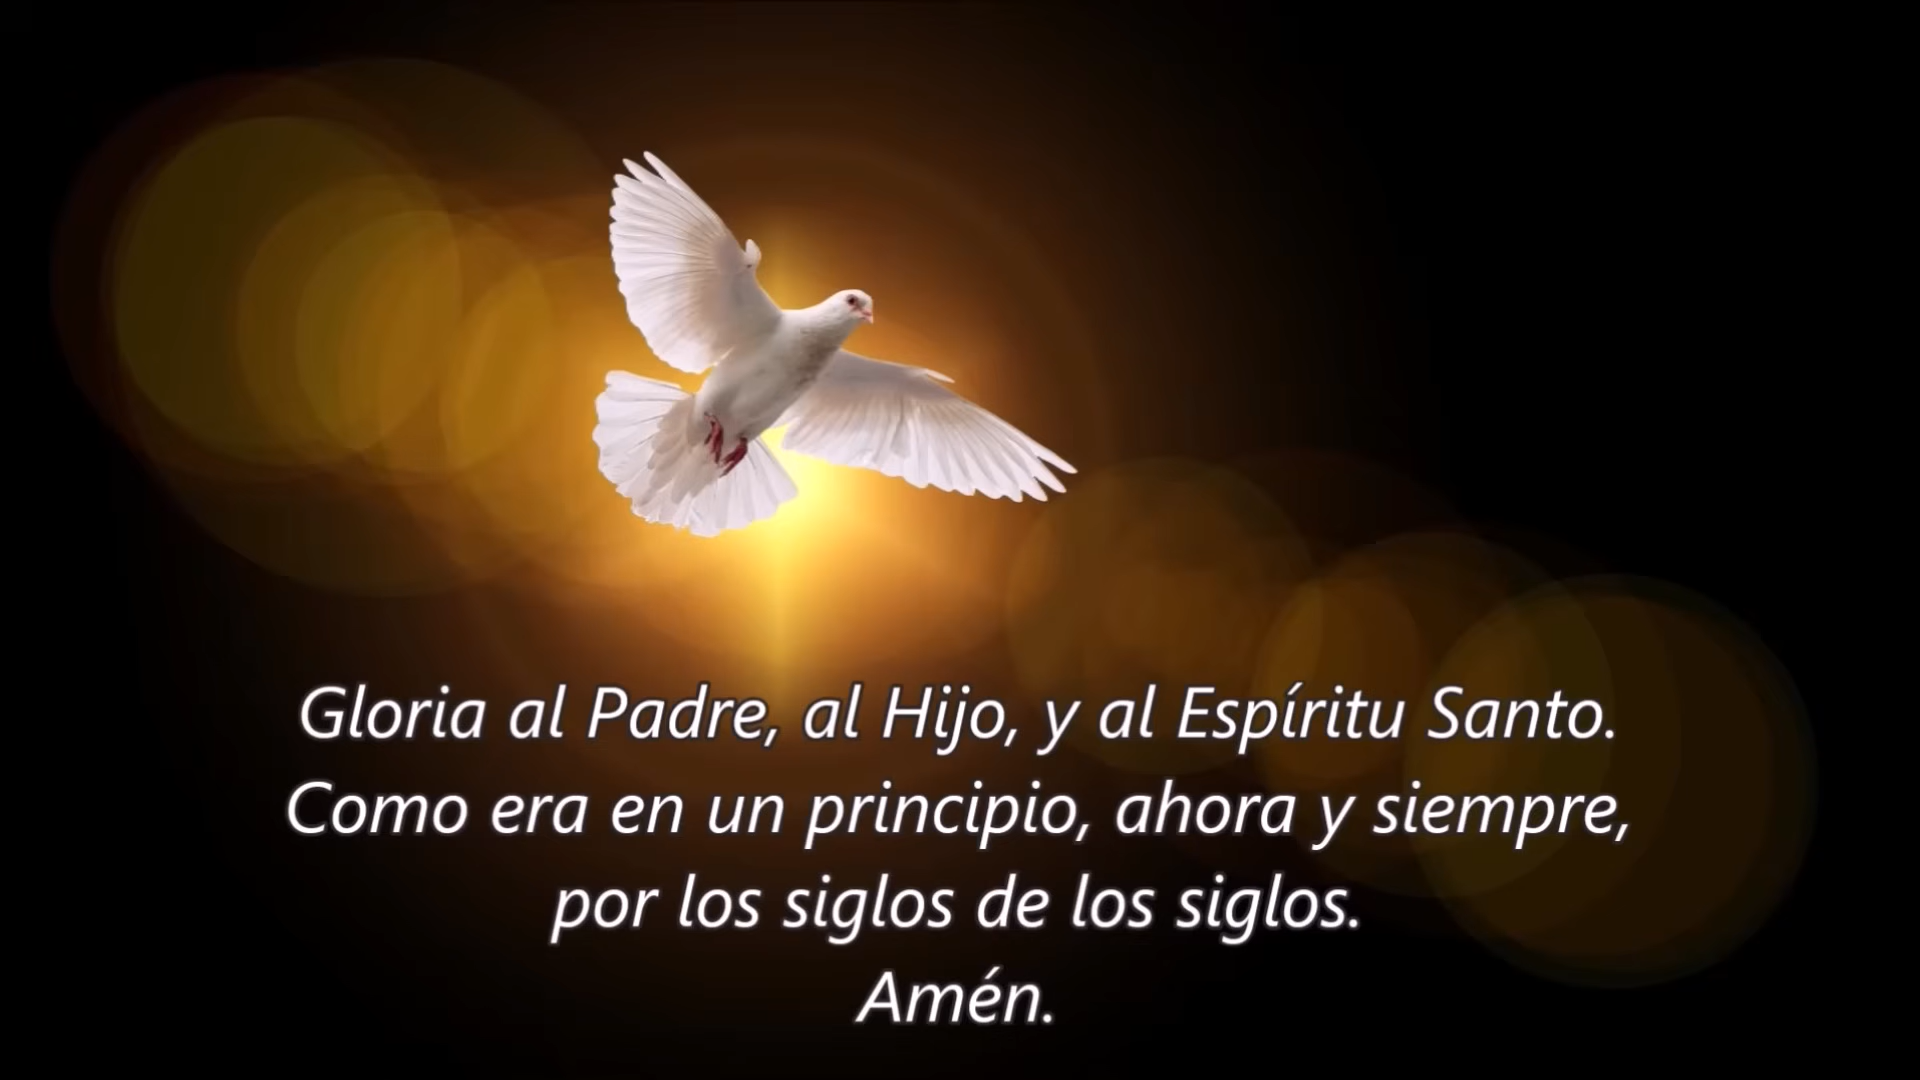 Gloria al Padre, al Hijo, y al Espíritu Santo.
Como era en un principio, ahora y siempre,
por los siglos de los siglos.
Amén.